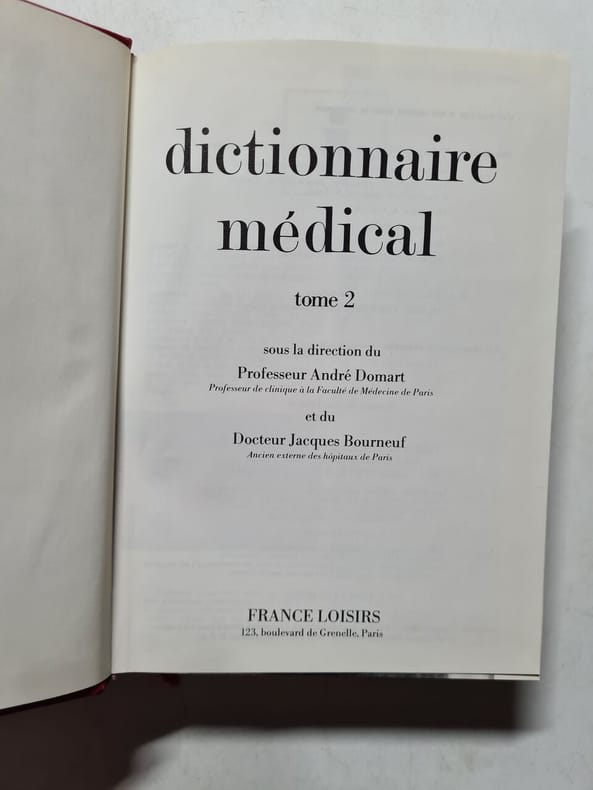 dictionnaire
médical
tome 2
sous la direction du
Professeur André Domart
Professeur de clinique à la Faculté de Médecine de Paris
et du
Docteur Jacques Bourneuf
Ancien externe des hôpitaux de Paris
FRANCE LOISIRS
123, boulevard de Grenelle, Paris